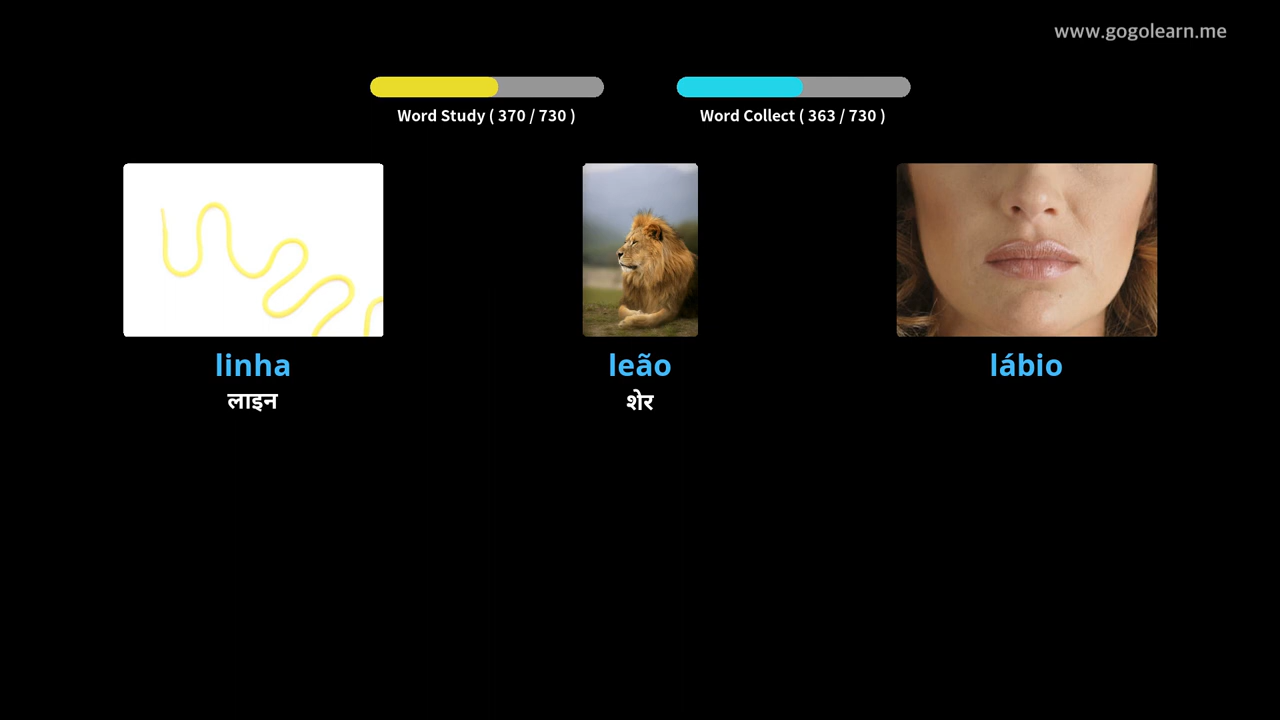 www.gogolearn.me
Word Study ( 370 / 730 )
Word Collect ( 363 / 730 )
linha
लाइन
leão
शेर
lábio